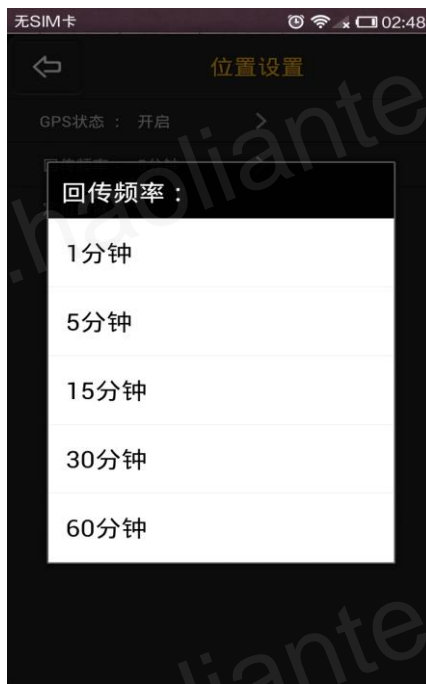 无SIM卡 02:48
位置设置
GPS状态： 开启
回传频率：
1分钟
5分钟
15分钟
30分钟
60分钟